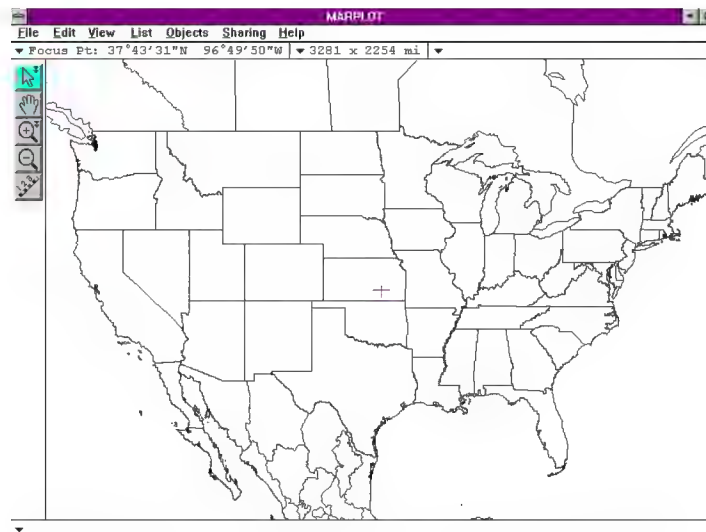 MARPLOT
File Edit View List Objects Sharing Help
▾ Focus Pt: 37°43'31"N 96°49'50"W ▾ 3281 x 2254 mi ▾